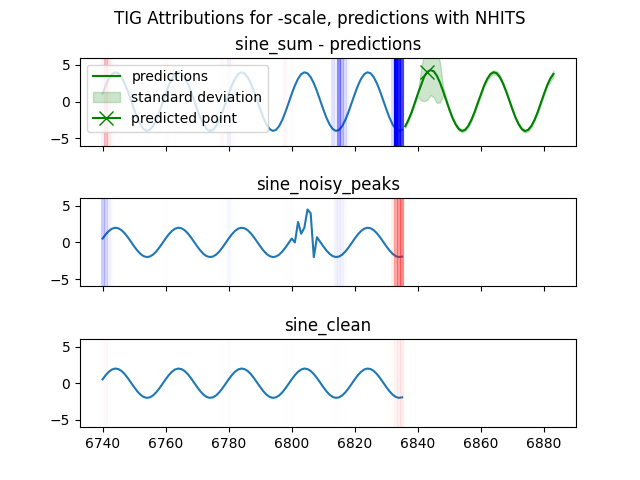 TIG Attributions for -scale, predictions with NHITS
sine_sum - predictions
5
0
−5
predictions
standard deviation
predicted point
sine_noisy_peaks
5
0
−5
sine_clean
5
0
−5
6740 6760 6780 6800 6820 6840 6860 6880